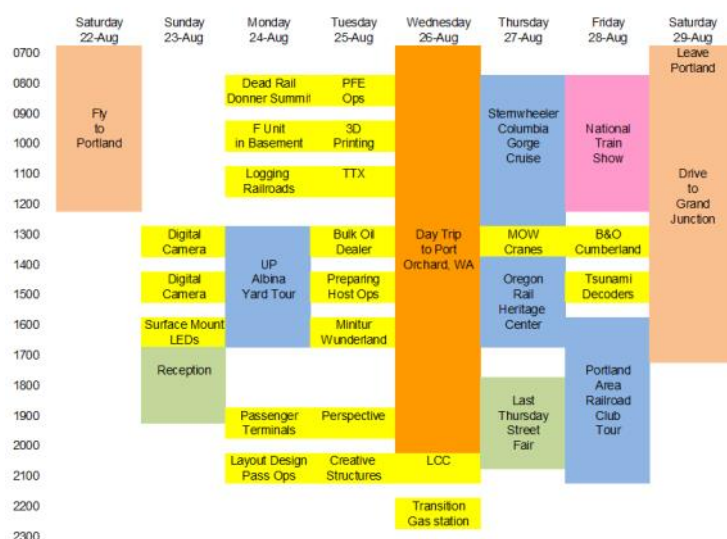 Saturday Sunday Monday Tuesday Wednesday Thursday Friday Saturday
22-Aug 23-Aug 24-Aug 25-Aug 26-Aug 27-Aug 28-Aug 29-Aug
0700 Leave
Portland
0800 Dead Rail PFE
Donner Summit Ops
0900 Fly Sternwheeler
to F Unit 3D Columbia National
1000 Portland in Basement Printing Gorge Train
Cruise Show
1100 Logging TTX Drive
Railroads to
1200 Grand
Junction
1300 Digital Bulk Oil Day Trip MOW B&O
Camera Dealer to Port Cranes Cumberland
1400 UP Orchard, WA
Digital Albina Preparing Oregon Tsunami
1500 Camera Yard Tour Host Ops Rail Decoders
Heritage
1600 Surface Mount Minitur Center
LEDs Wunderland
1700
Reception Portland
1800 Area
Last Railroad
1900 Passenger Perspective Thursday Club
Terminals Street Tour
2000 Fair
Layout Design Creative LCC
2100 Pass Ops Structures
2200 Transition
Gas station
2300